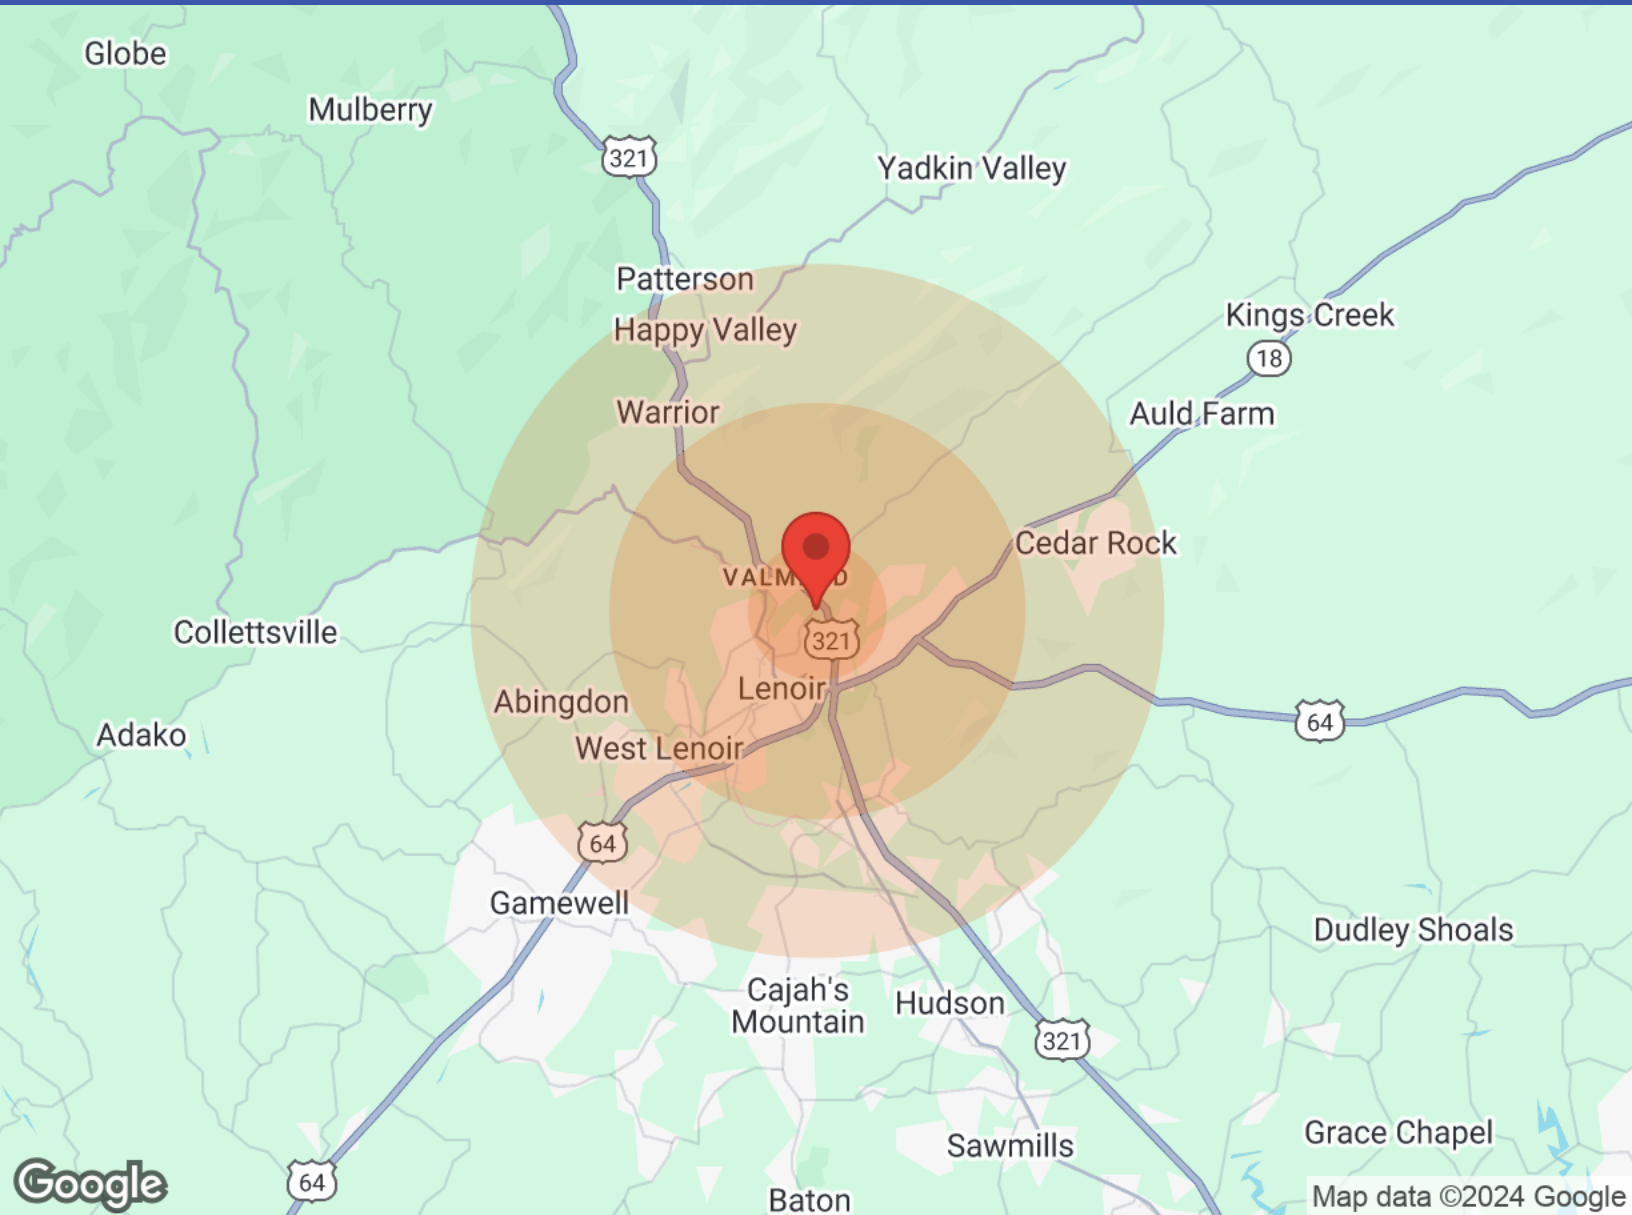 Globe
Mulberry
321
Yadkin Valley
Patterson
Happy Valley
Kings Creek
18
Warrior
Auld Farm
Cedar Rock
Collettsville
321
Lenoir
Abingdon
64
Adako
West Lenoir
64
Gamewell
Dudley Shoals
Cajah's
Mountain
Hudson
321
Grace Chapel
Sawmills
64
Google
Baton
Map data ©2024 Google